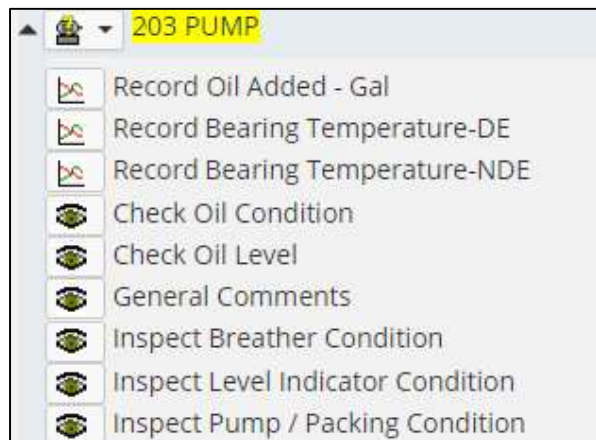 203 PUMP
Record Oil Added - Gal
Record Bearing Temperature-DE
Record Bearing Temperature-NDE
Check Oil Condition
Check Oil Level
General Comments
Inspect Breather Condition
Inspect Level Indicator Condition
Inspect Pump / Packing Condition